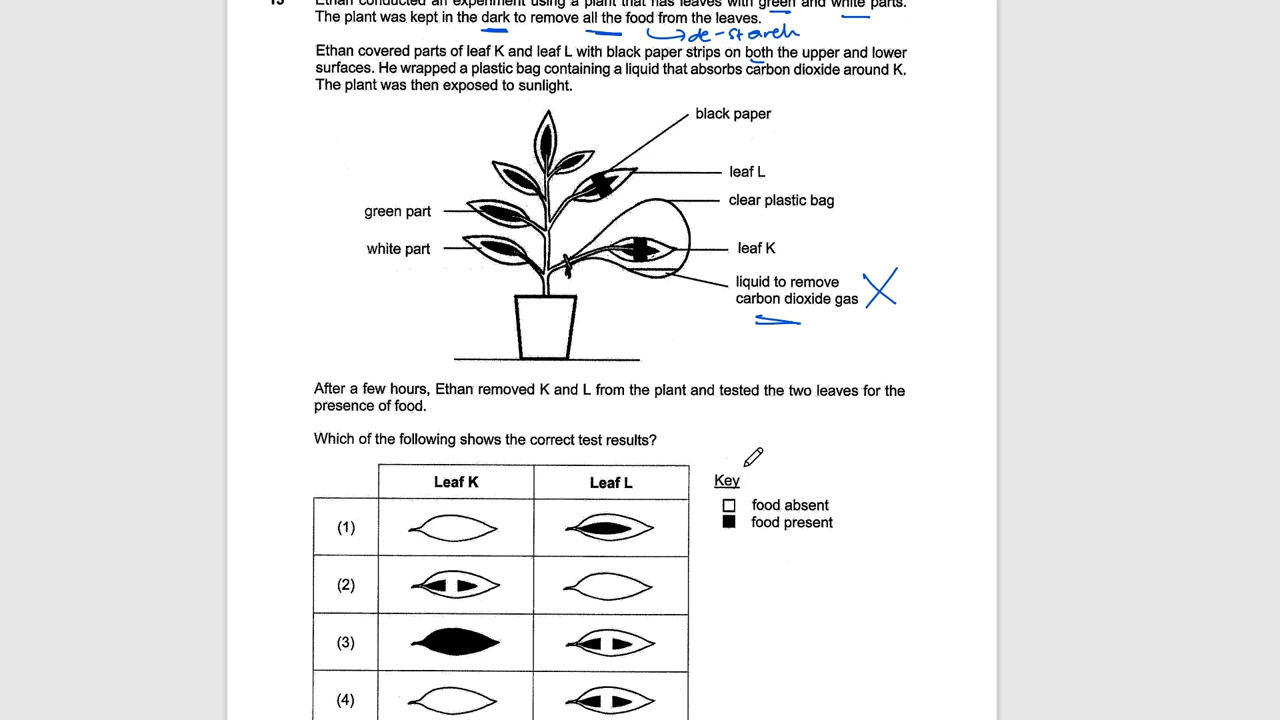 15 Ethan conducted an experiment using a plant that has leaves with green and white parts.
The plant was kept in the dark to remove all the food from the leaves.
de-starch
Ethan covered parts of leaf K and leaf L with black paper strips on both the upper and lower
surfaces. He wrapped a plastic bag containing a liquid that absorbs carbon dioxide around K.
The plant was then exposed to sunlight.
black paper
leaf L
clear plastic bag
green part
white part
leaf K
liquid to remove
carbon dioxide gas
After a few hours, Ethan removed K and L from the plant and tested the two leaves for the
presence of food.
Which of the following shows the correct test results?
Leaf K Leaf L
Key
food absent
food present
(1)
(2)
(3)
(4)